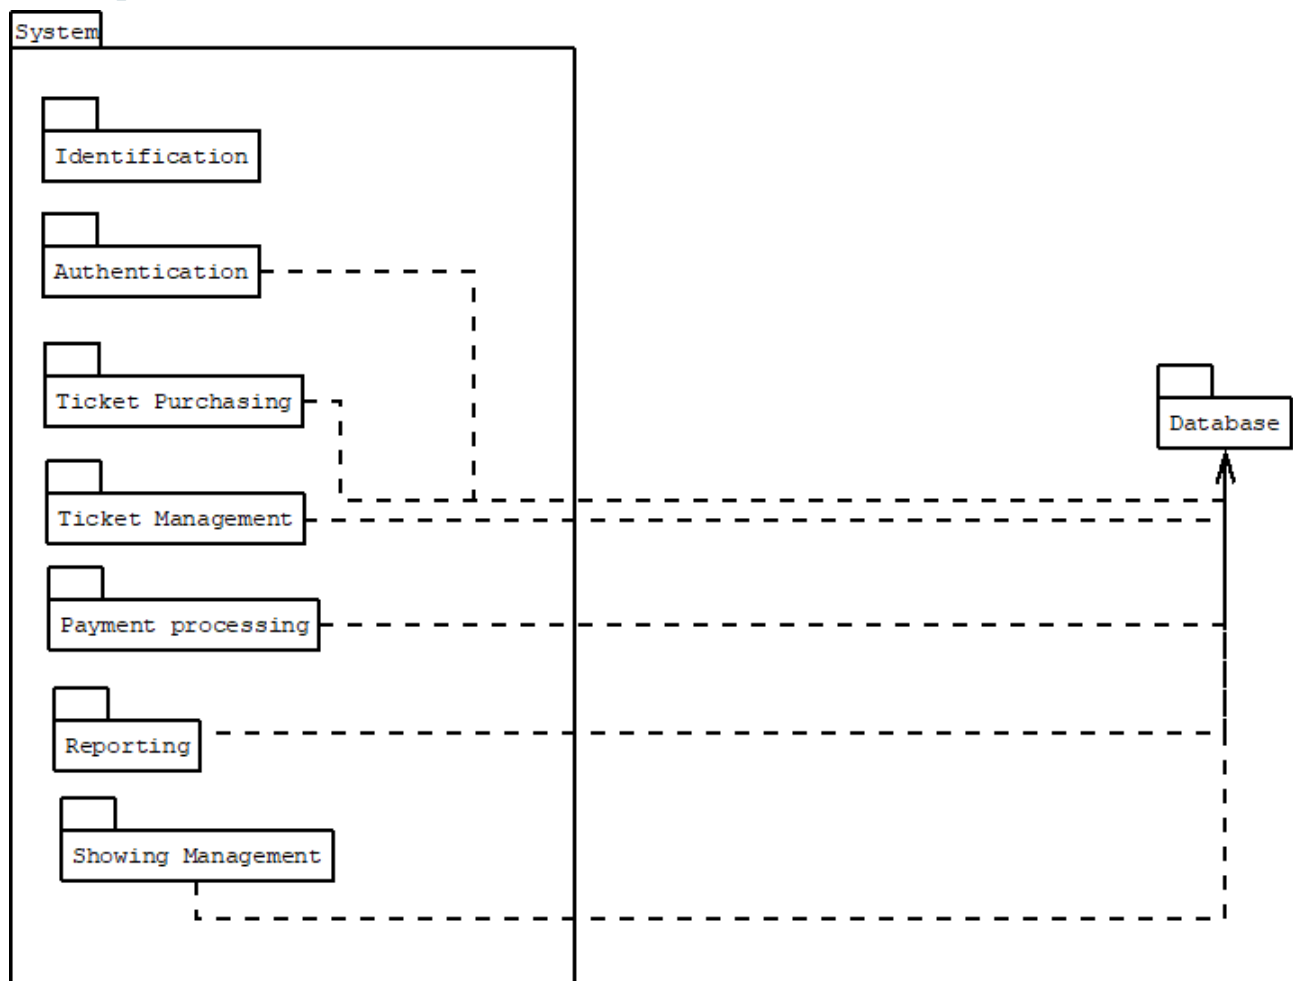 System
Identification
Authentication
Ticket Purchasing
Database
Ticket Management
Payment processing
Reporting
Showing Management